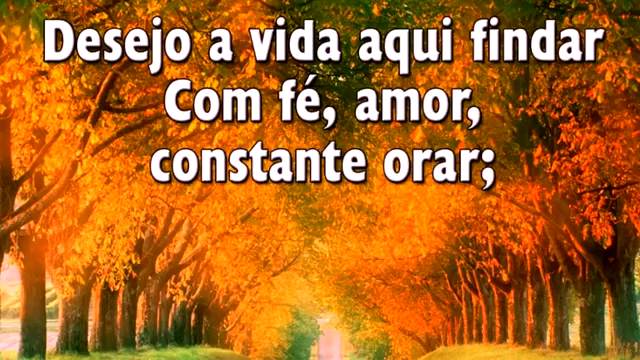 Desejo a vida aqui findar
Com fé, amor,
constante orar;